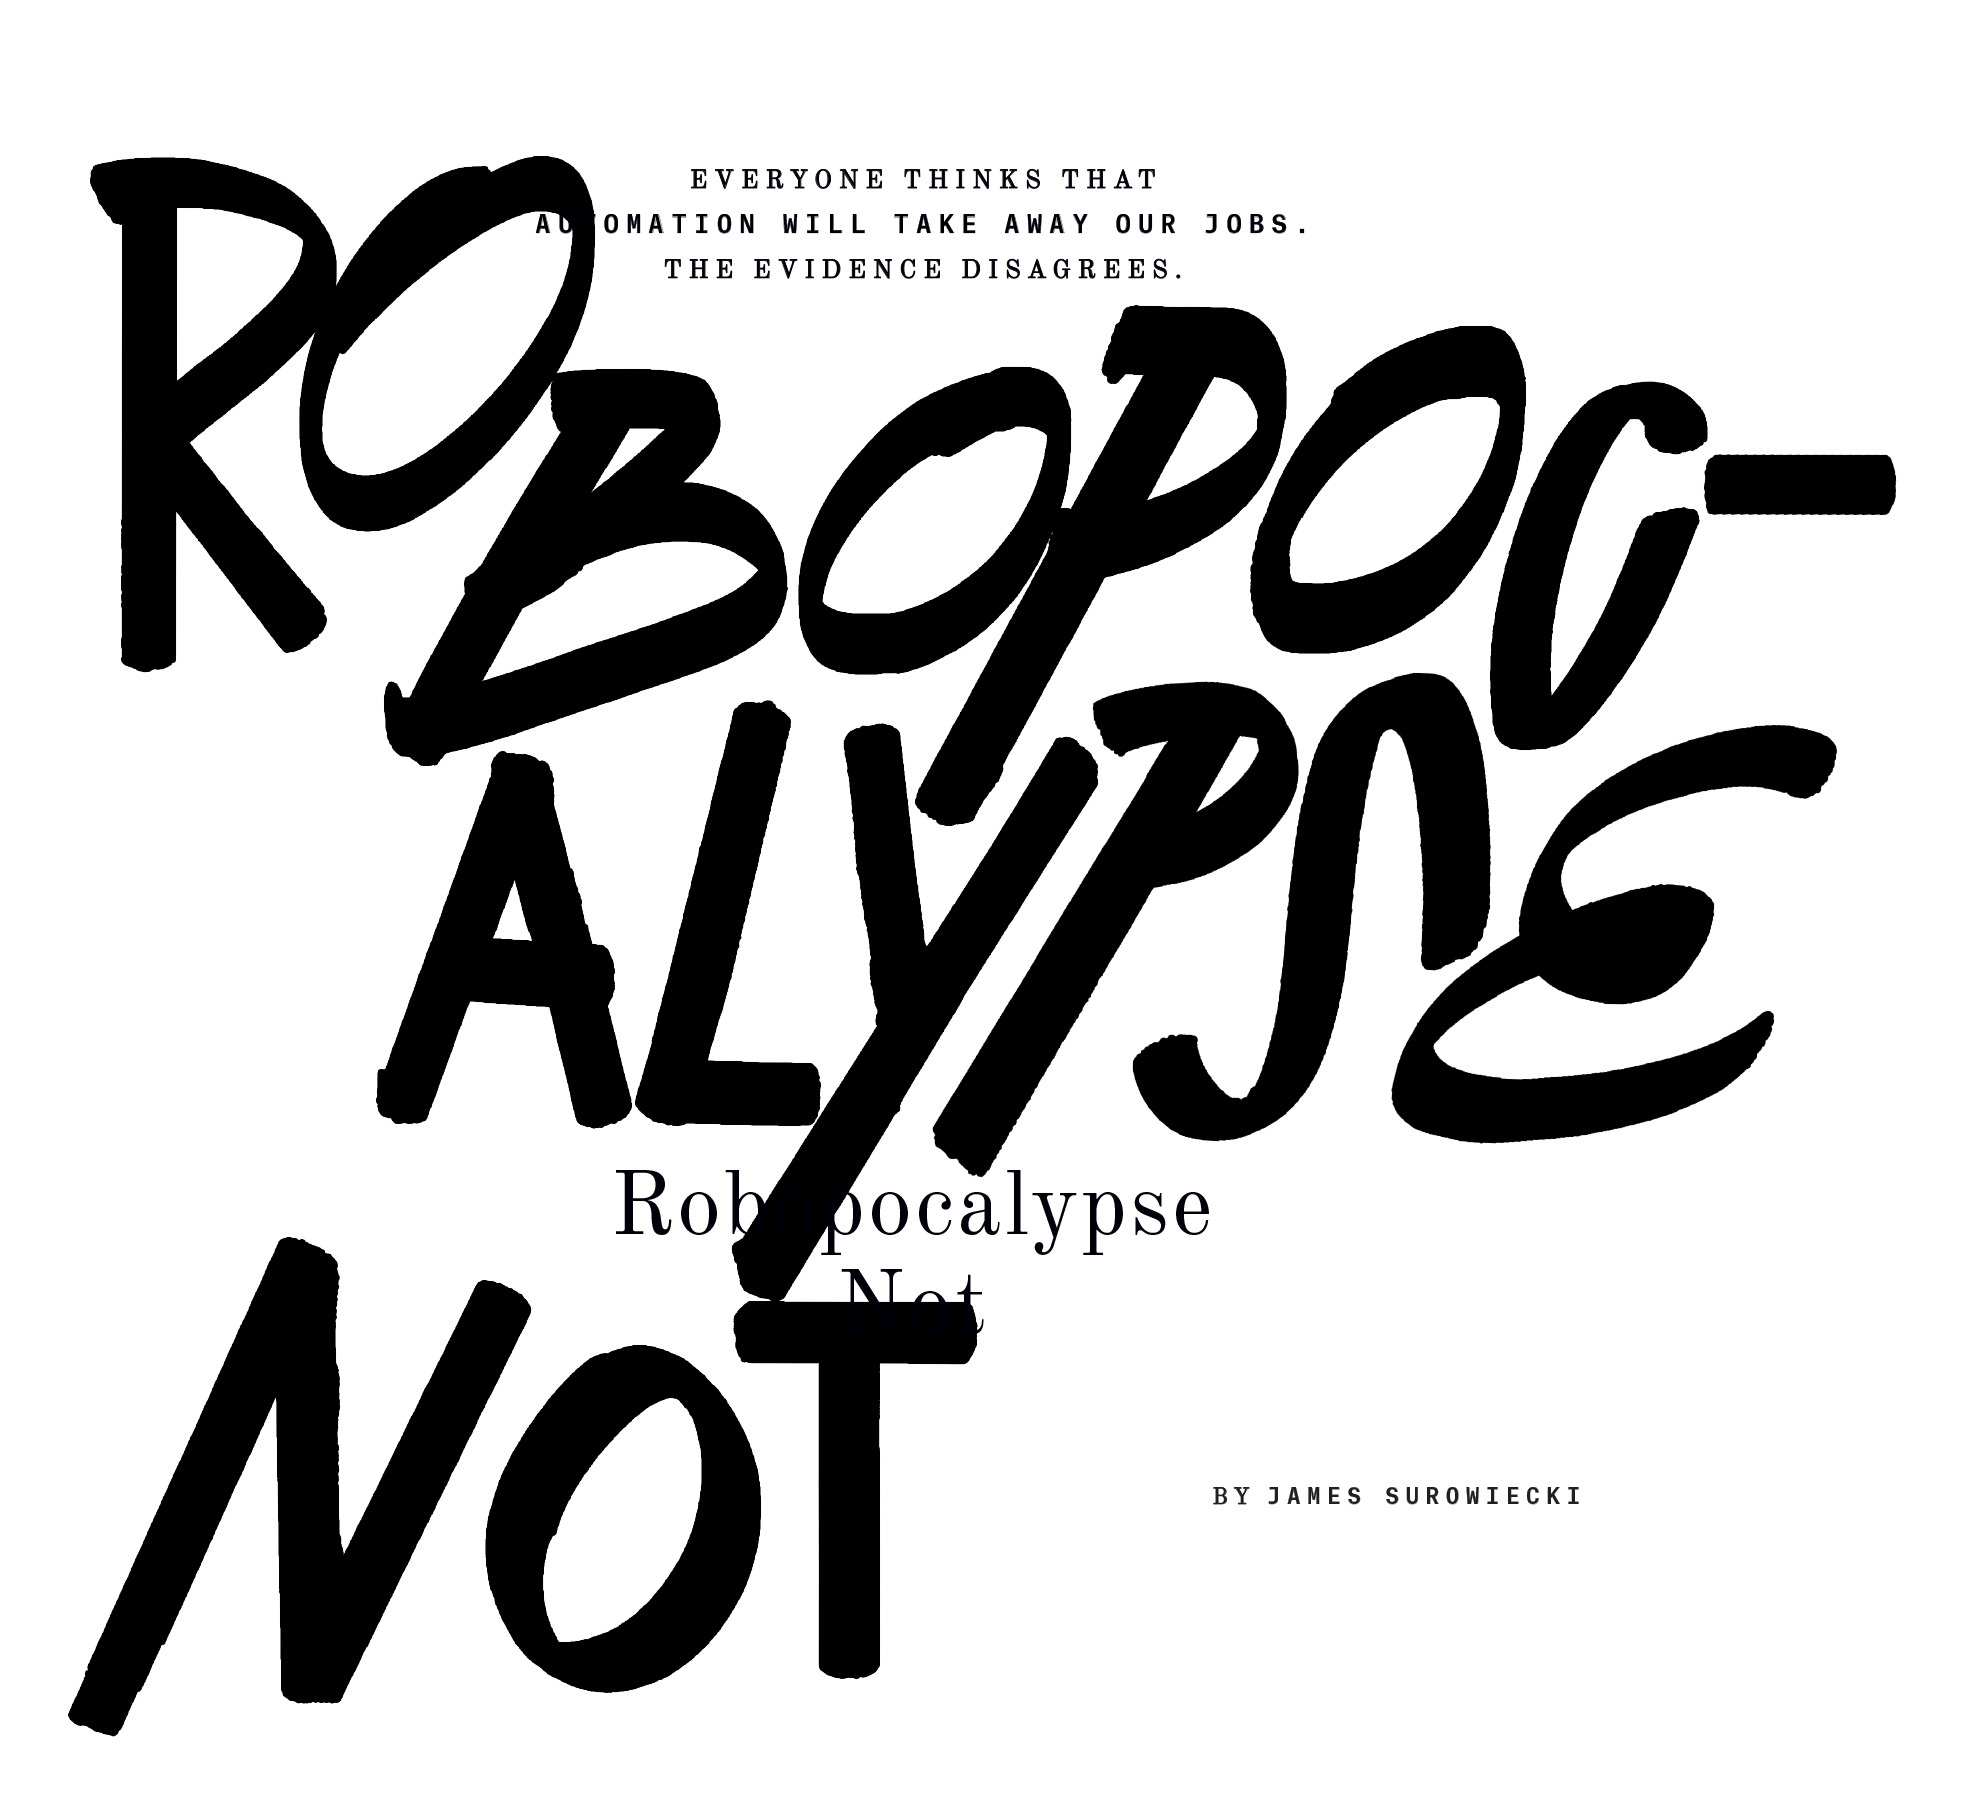 EVERYONE THINKS THAT
AUTOMATION WILL TAKE AWAY OUR JOBS.
THE EVIDENCE DISAGREES.
ROBOPOC-
ALYPSE
Robopocalypse
Not
NOT
BY JAMES SUROWIECKI